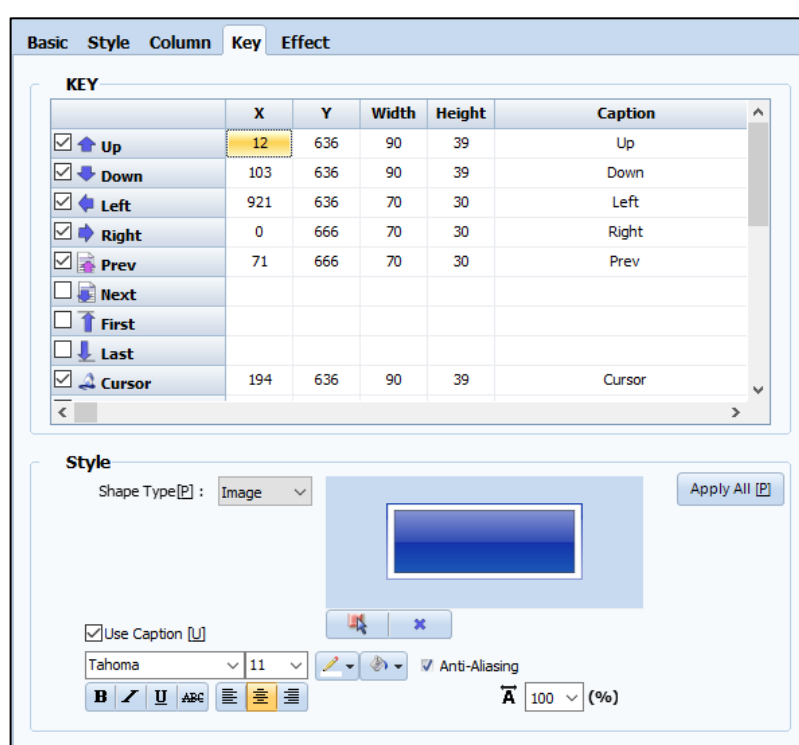 Basic Style Column Key Effect
KEY
X Y Width Height Caption
Up 12 636 90 39 Up
Down 103 636 90 39 Down
Left 921 636 70 30 Left
Right 0 666 70 30 Right
Prev 71 666 70 30 Prev
Next
First
Last
Cursor 194 636 90 39 Cursor
Style
Shape Type[P] : Image Apply All [P]
Use Caption [U]
Tahoma 11 Anti-Aliasing
B I U ABC A 100 (%)